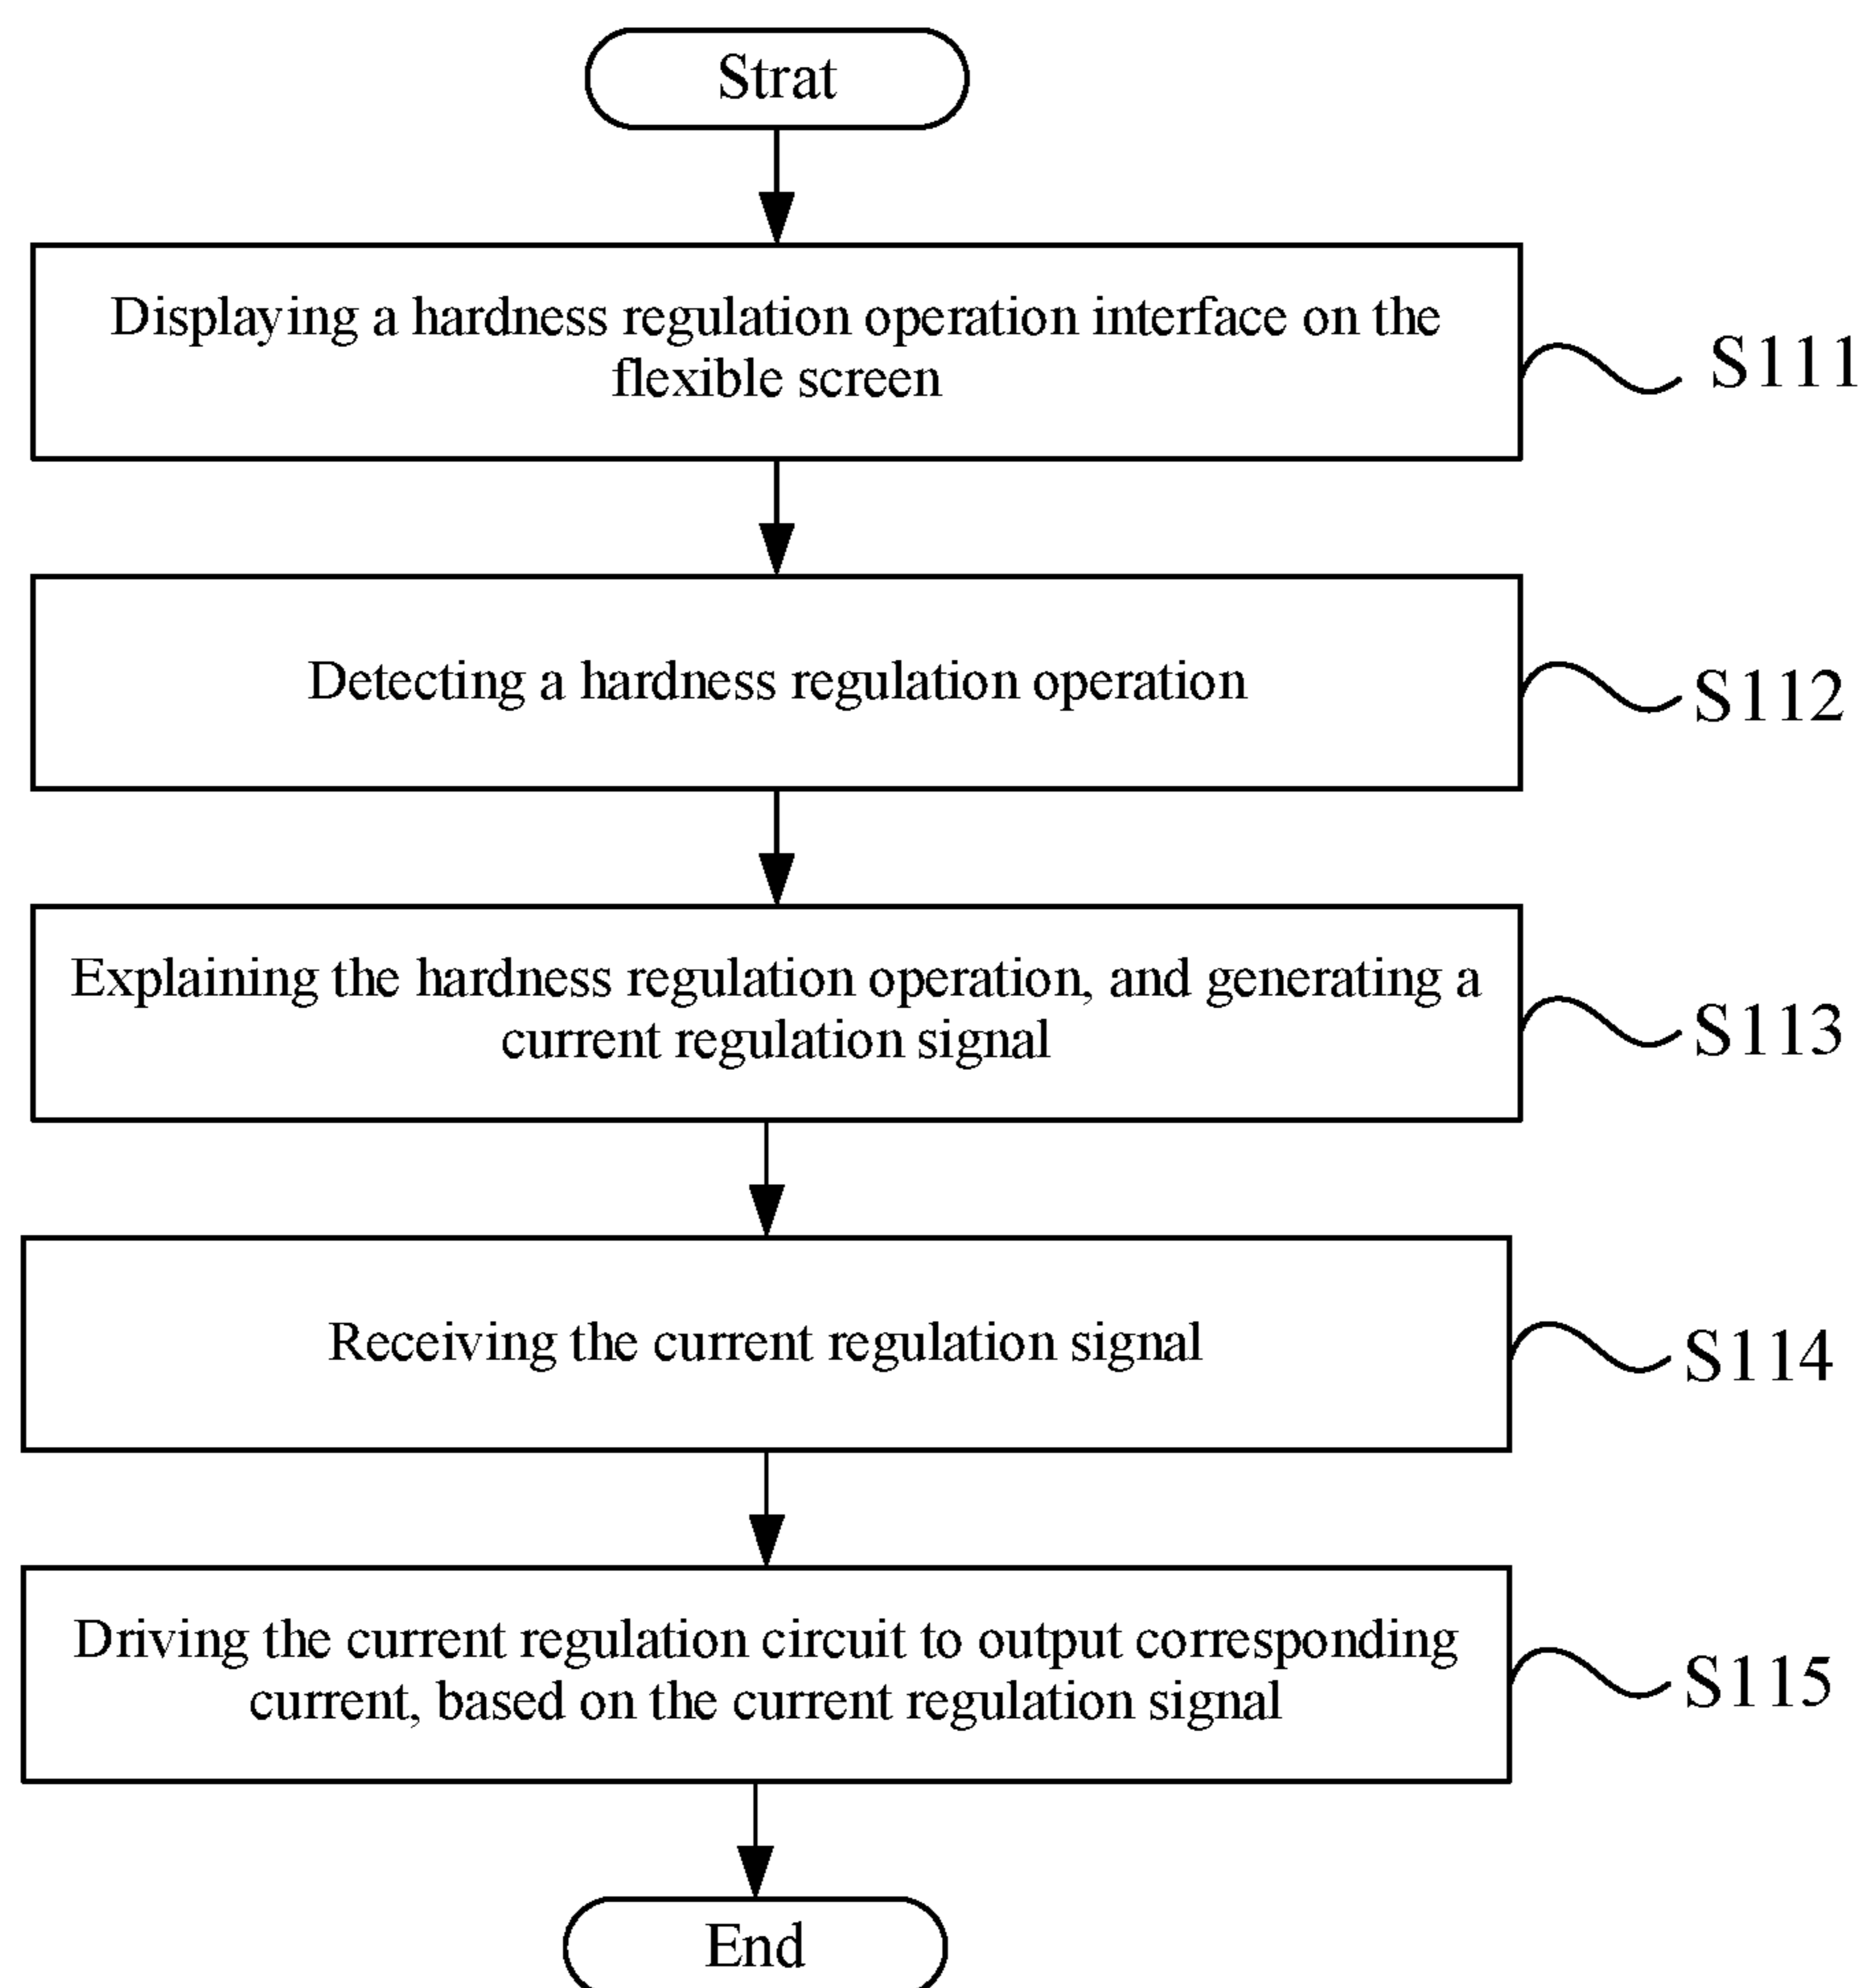 Strat
Displaying a hardness regulation operation interface on the
flexible screen
S111
Detecting a hardness regulation operation
S112
Explaining the hardness regulation operation, and generating a
current regulation signal
S113
Receiving the current regulation signal
S114
Driving the current regulation circuit to output corresponding
current, based on the current regulation signal
S115
End